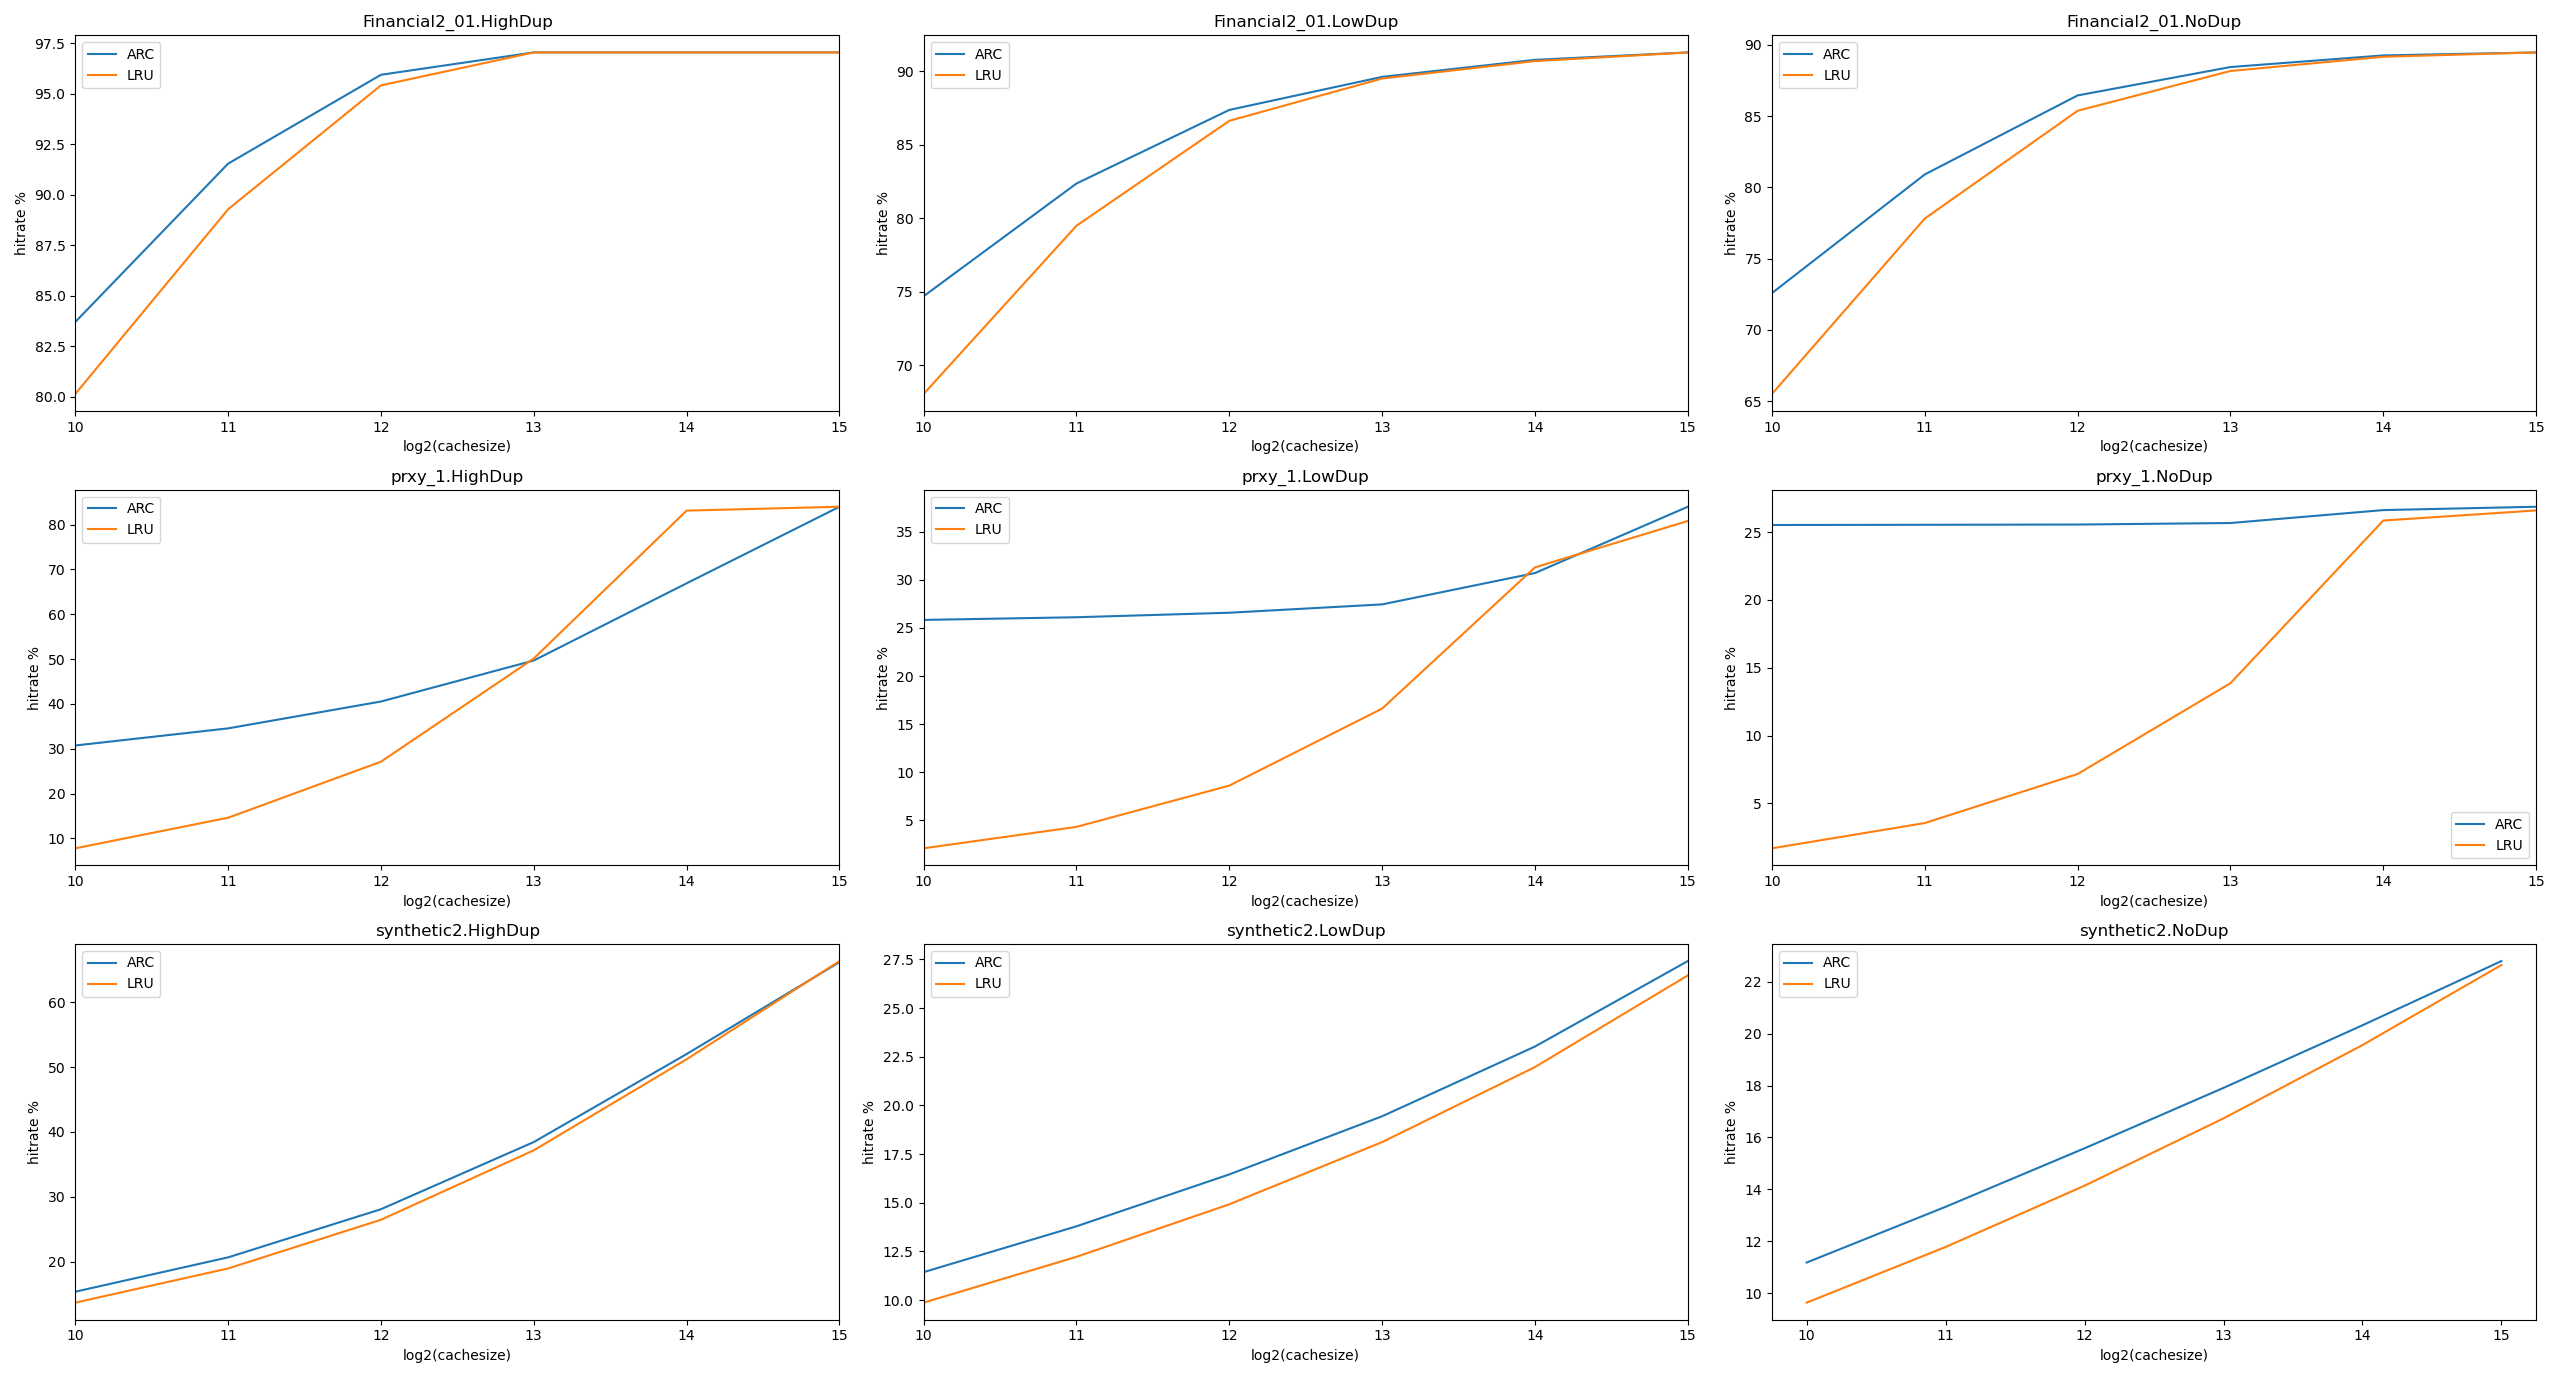 Financial2_01.HighDup
97.5
95.0
92.5
90.0
87.5
85.0
82.5
80.0
hitrate %
ARC
LRU
10 11 12 13 14 15
log2(cachesize)
Financial2_01.LowDup
90
85
80
75
70
hitrate %
ARC
LRU
10 11 12 13 14 15
log2(cachesize)
Financial2_01.NoDup
90
85
80
75
70
65
hitrate %
ARC
LRU
10 11 12 13 14 15
log2(cachesize)
prxy_1.HighDup
80
70
60
50
40
30
20
10
hitrate %
ARC
LRU
10 11 12 13 14 15
log2(cachesize)
prxy_1.LowDup
35
30
25
20
15
10
5
hitrate %
ARC
LRU
10 11 12 13 14 15
log2(cachesize)
prxy_1.NoDup
25
20
15
10
5
hitrate %
ARC
LRU
10 11 12 13 14 15
log2(cachesize)
synthetic2.HighDup
60
50
40
30
20
hitrate %
ARC
LRU
10 11 12 13 14 15
log2(cachesize)
synthetic2.LowDup
27.5
25.0
22.5
20.0
17.5
15.0
12.5
10.0
hitrate %
ARC
LRU
10 11 12 13 14 15
log2(cachesize)
synthetic2.NoDup
22
20
18
16
14
12
10
hitrate %
ARC
LRU
10 11 12 13 14 15
log2(cachesize)